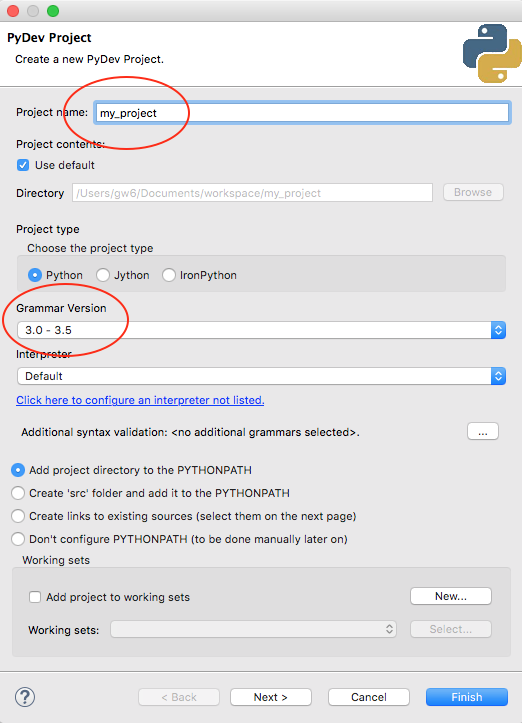 PyDev Project
Create a new PyDev Project.
Project name: my_project
Project contents:
Use default
Directory /Users/gw6/Documents/workspace/my_project Browse
Project type
Choose the project type
Python Jython IronPython
Grammar Version
3.0 - 3.5
Interpreter
Default
Click here to configure an interpreter not listed.
Additional syntax validation: <no additional grammars selected>. ...
Add project directory to the PYTHONPATH
Create 'src' folder and add it to the PYTHONPATH
Create links to existing sources (select them on the next page)
Don't configure PYTHONPATH (to be done manually later on)
Working sets
Add project to working sets New...
Working sets: Select...
? < Back Next > Cancel Finish